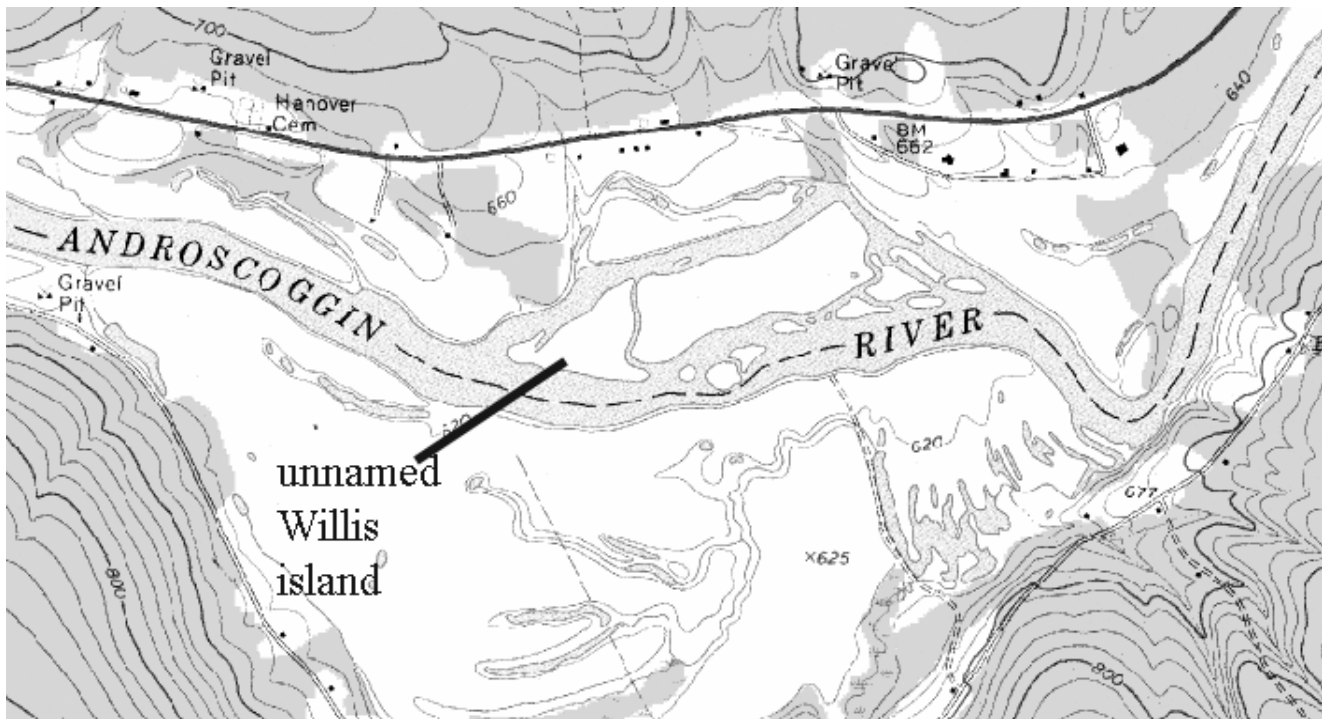 700
Gravel
Pit
Gravel
Pit
Hanover
Cem
BM
662
640
660
ANDROSCOGGIN
RIVER
Gravel
Pit
620
unnamed
Willis
island
620
677
×625
800
800